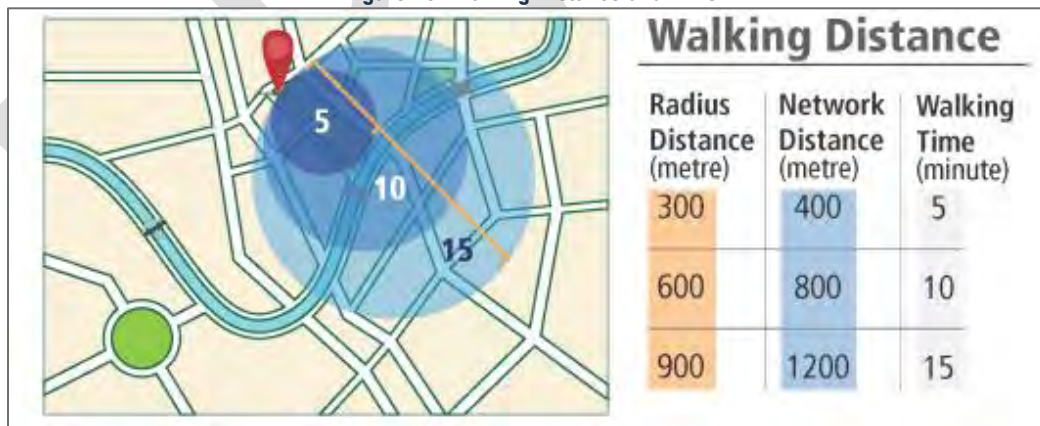 Walking Distance
Radius Distance (metre)
Network Distance (metre)
Walking Time (minute)
300 400 5
600 800 10
900 1200 15
5
10
15